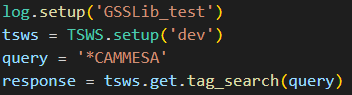 log.setup('GSSLib_test')
tsws = TSWS.setup('dev')
query = '*CAMMESA'
response = tsws.get.tag_search(query)